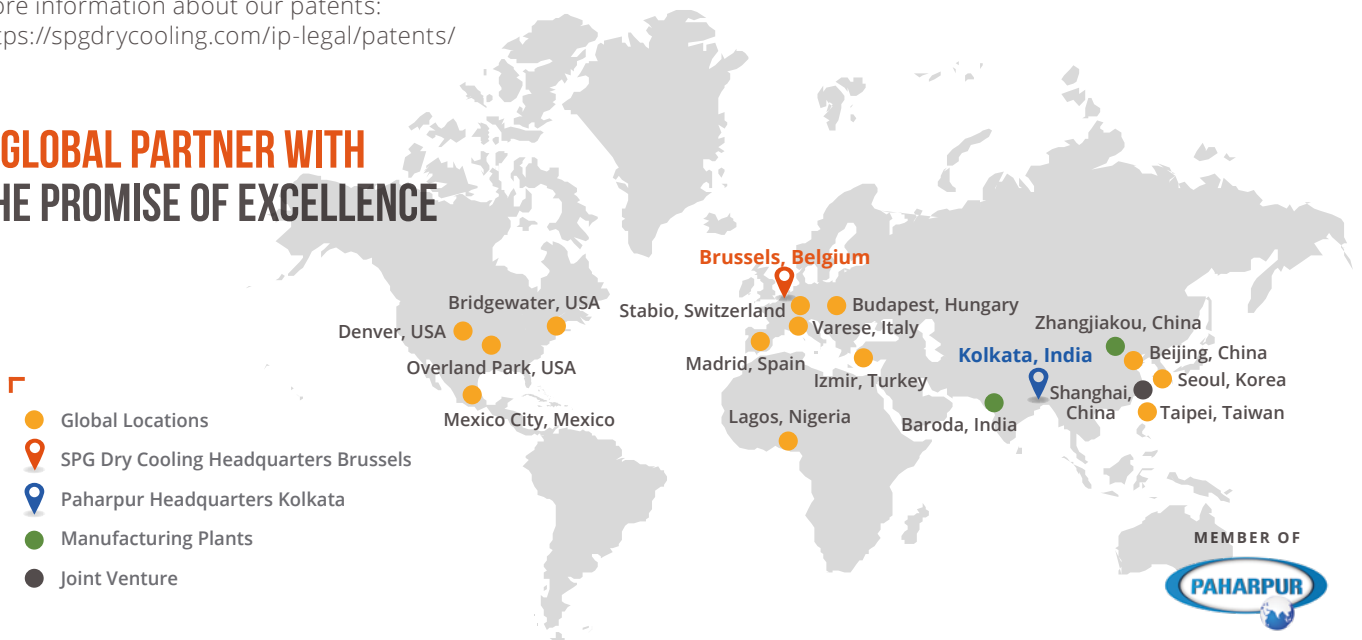 ore information about our patents:
tps://spgdrycooling.com/ip-legal/patents/
GLOBAL PARTNER WITH
HE PROMISE OF EXCELLENCE
Brussels, Belgium
Bridgewater, USA
Stabio, Switzerland
Budapest, Hungary
Denver, USA
Varese, Italy
Zhangjiakou, China
Overland Park, USA
Madrid, Spain
Kolkata, India
Beijing, China
Izmir, Turkey
Seoul, Korea
Shanghai,
China
Mexico City, Mexico
Lagos, Nigeria
Baroda, India
Taipei, Taiwan
Global Locations
SPG Dry Cooling Headquarters Brussels
Paharpur Headquarters Kolkata
Manufacturing Plants
Joint Venture
MEMBER OF
PAHARPUR